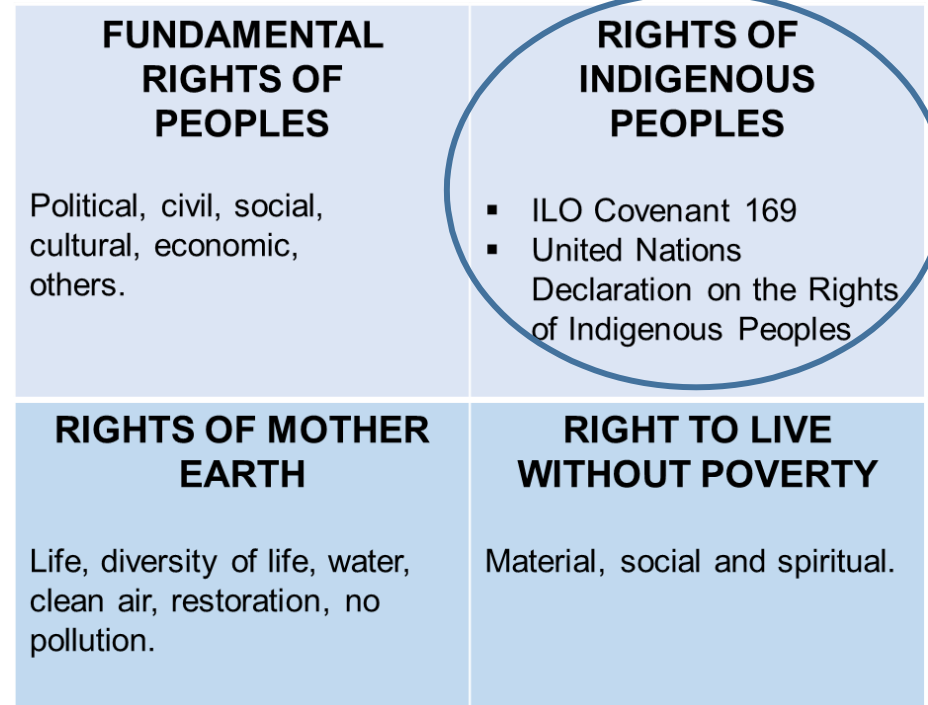 FUNDAMENTAL
RIGHTS OF
PEOPLES
Political, civil, social,
cultural, economic,
others.
RIGHTS OF
INDIGENOUS
PEOPLES
▪ ILO Covenant 169
▪ United Nations
Declaration on the Rights
of Indigenous Peoples
RIGHTS OF MOTHER
EARTH
Life, diversity of life, water,
clean air, restoration, no
pollution.
RIGHT TO LIVE
WITHOUT POVERTY
Material, social and spiritual.